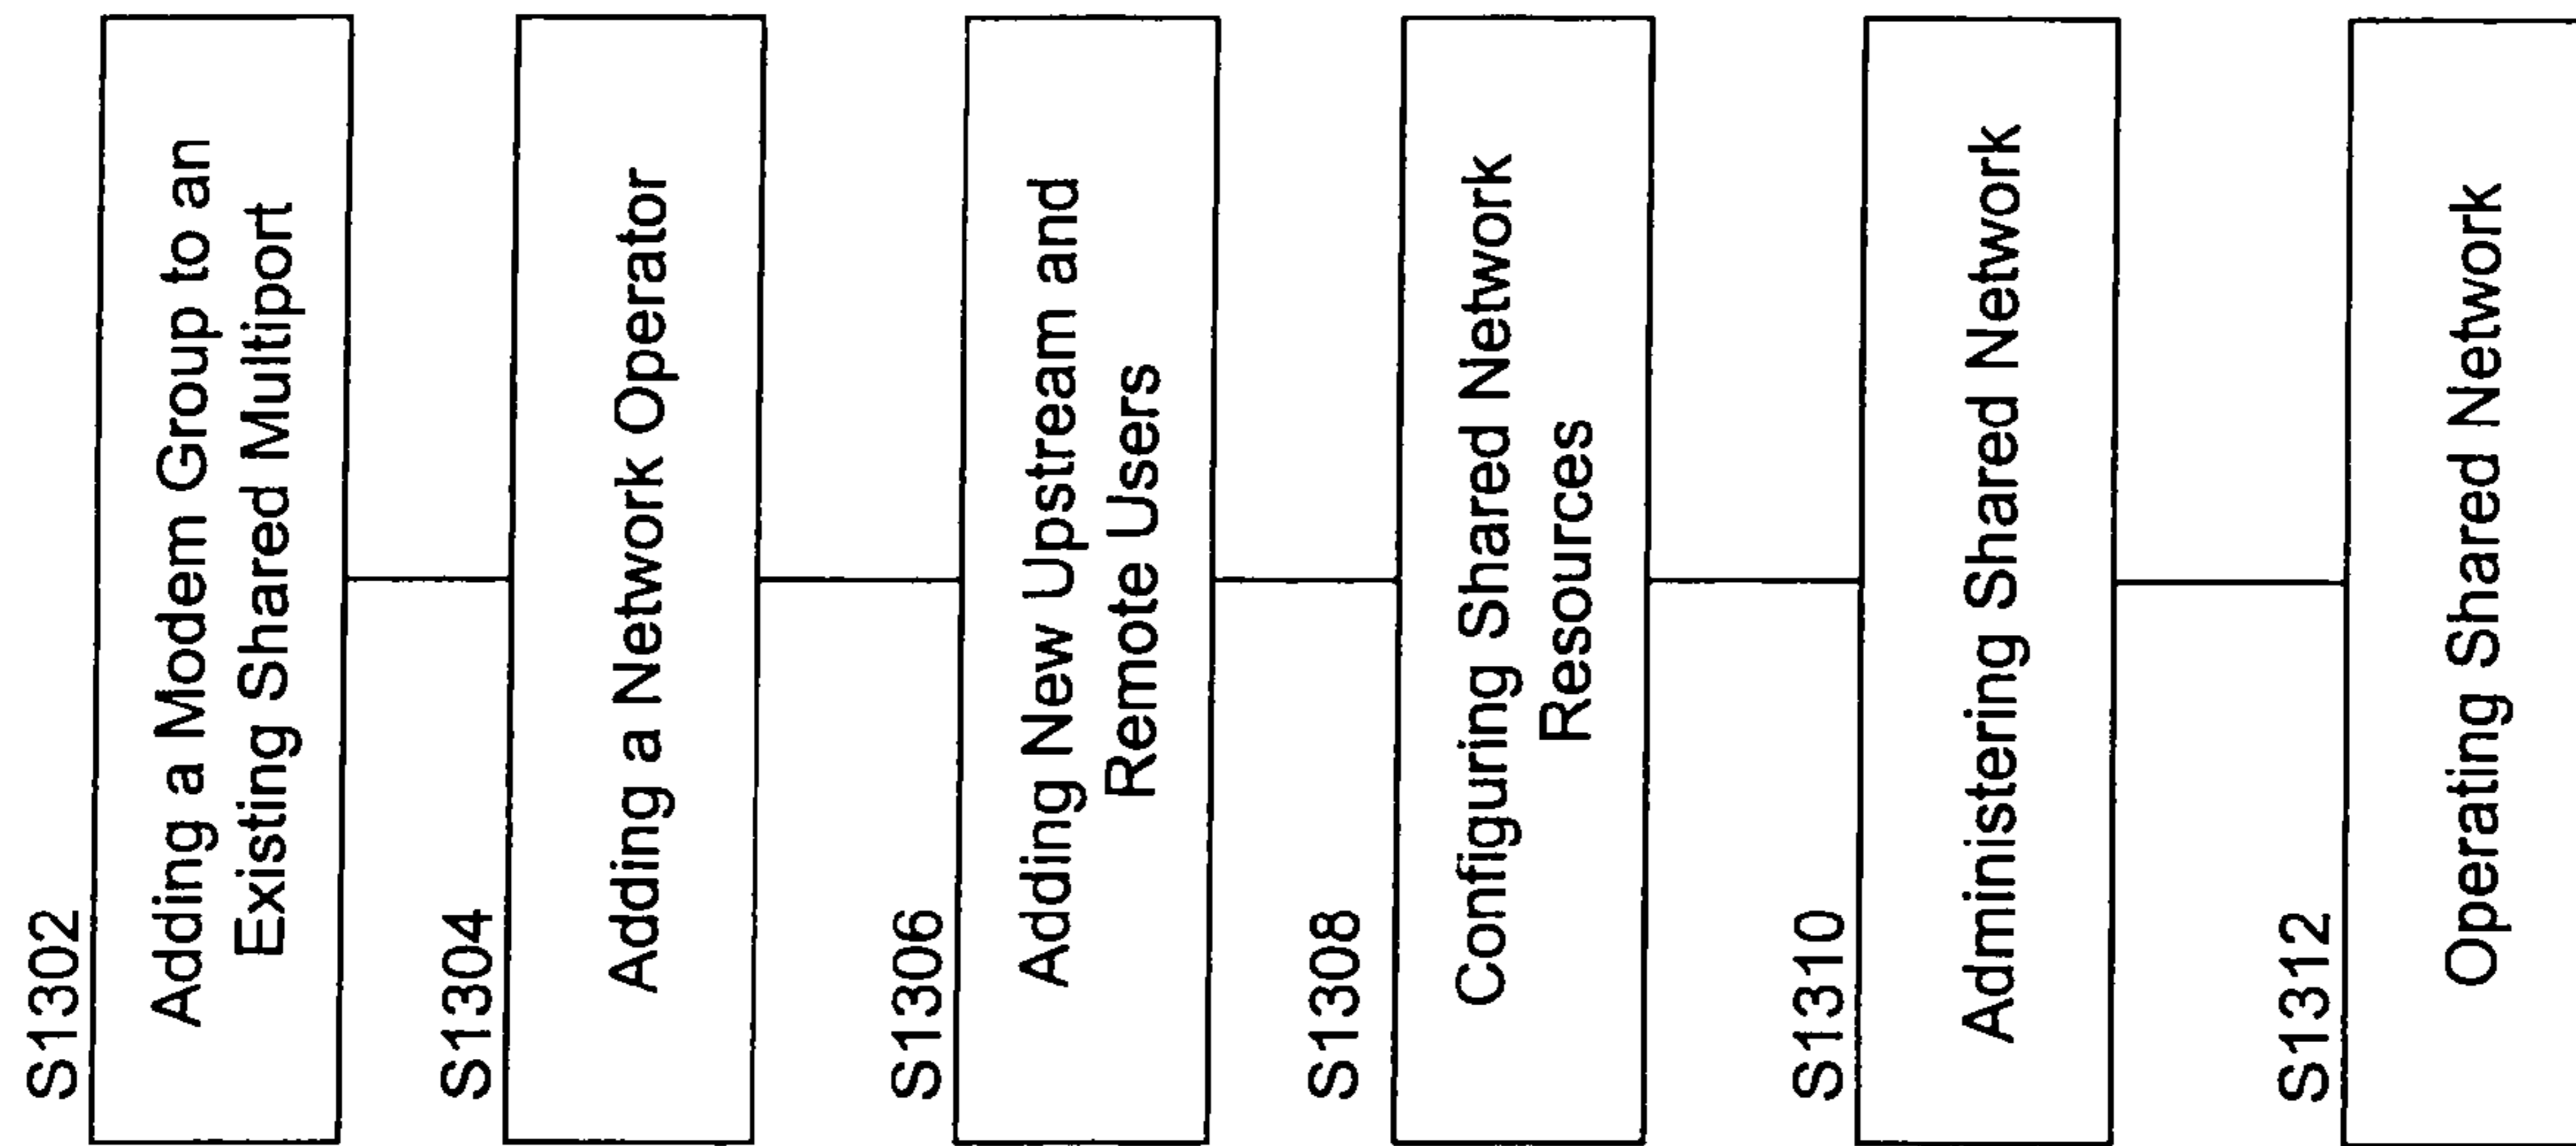 S1302
Adding a Modem Group to an
Existing Shared Multiport
S1304
Adding a Network Operator
S1306
Adding New Upstream and
Remote Users
S1308
Configuring Shared Network
Resources
S1310
Administering Shared Network
S1312
Operating Shared Network